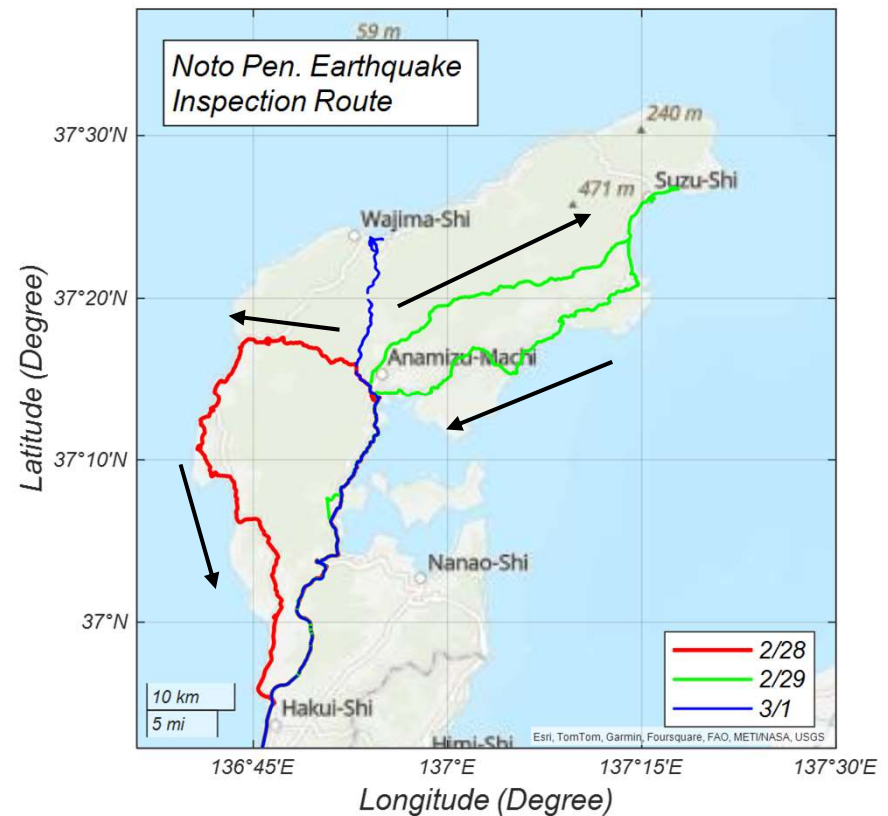 59 m
Noto Pen. Earthquake
Inspection Route
240 m
37°30'N
471 m
Suzu-Shi
Wajima-Shi
37°20'N
Anamizu-Machi
37°10'N
Nanao-Shi
37°N
2/28
2/29
3/1
10 km
5 mi
Hakui-Shi
Himi-Shi
Esri, TomTom, Garmin, Foursquare, FAO, METI/NASA, USGS
136°45'E
137°E
137°15'E
137°30'E
Longitude (Degree)
Latitude (Degree)